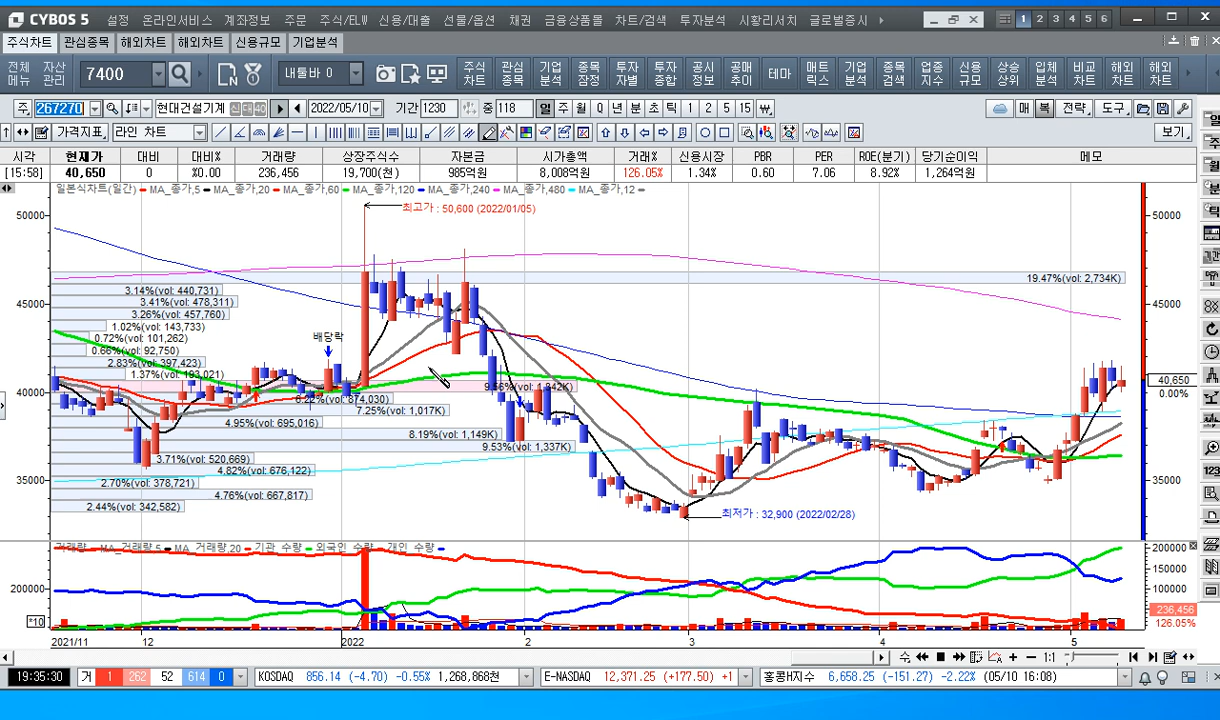 CYBOS 5 설정 온라인서비스 계좌정보 주문 주식/ELW 신용/대출 선물/옵션 채권 금융상품몰 차트/검색 투자분석 시황리서치 글로벌증시 1 2 3 4 5 6
주식차트 관심종목 해외차트 해외차트 신용규모 기업분석
전체메뉴 자산관리 7400 내툴바 0 주식차트 관심종목 기업분석 종목잠정 투자자별 투자종합 공시정보 공매추이 테마 매트릭스 기업분석 종목검색 업종지수 신용규모 상승상위 입체분석 비교차트 해외차트 해외차트
주 267270 현대건설기계 신대40 2022/05/10 기간 1230 중 118 일 주 월 Q 년 분 초 틱 1 2 5 15 매 복 전략 도구
가격지표 라인 차트 보기
시각 현재가 대비 대비% 거래량 상장주식수 자본금 시가총액 거래% 신용시장 PBR PER ROE(분기) 당기순이익 메모
[15:58] 40,650 0 %0.00 236,456 19,700(천) 985억원 8,008억원 126.05% 1.34% 0.60 7.06 8.92% 1,264억원
일본식차트(일간) MA_종가,5 MA_종가,20 MA_종가,60 MA_종가,120 MA_종가,240 MA_종가,480 MA_종가,12
50000 최고가 : 50,600 (2022/01/05) 50000
19.47%(vol: 2,734K)
3.14%(vol: 440,731)
3.41%(vol: 478,311)
45000 45000
3.26%(vol: 457,760)
1.02%(vol: 143,733)
0.72%(vol: 101,262) 배당락
0.66%(vol: 92,750)
2.83%(vol: 397,423)
1.37%(vol: 193,021)
40,650
9.56%(vol: 1,342K)
40000 0.00%
6.22%(vol: 874,030)
7.25%(vol: 1,017K)
4.95%(vol: 695,016)
8.19%(vol: 1,149K)
9.53%(vol: 1,337K)
3.71%(vol: 520,669)
4.82%(vol: 676,122)
35000 35000
2.70%(vol: 378,721)
4.76%(vol: 667,817)
2.44%(vol: 342,582)
최저가 : 32,900 (2022/02/28)
거래량 MA_거래량,5 MA_거래량,20 기관 수량 외국인 수량 개인 수량 200000
150000
200000 100000
236,456
*10 126.05%
2021/11 12 2022 2 3 4 5
1:1
19:35:30 거 1 262 52 614 0 KOSDAQ 856.14 (-4.70) -0.55% 1,268,868천 E-NASDAQ 12,371.25 (+177.50) +1 홍콩H지수 6,658.25 (-151.27) -2.22% (05/10 16:08)